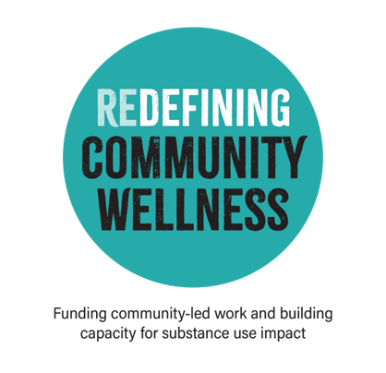 REDEFINING
COMMUNITY
WELLNESS
Funding community-led work and building
capacity for substance use impact